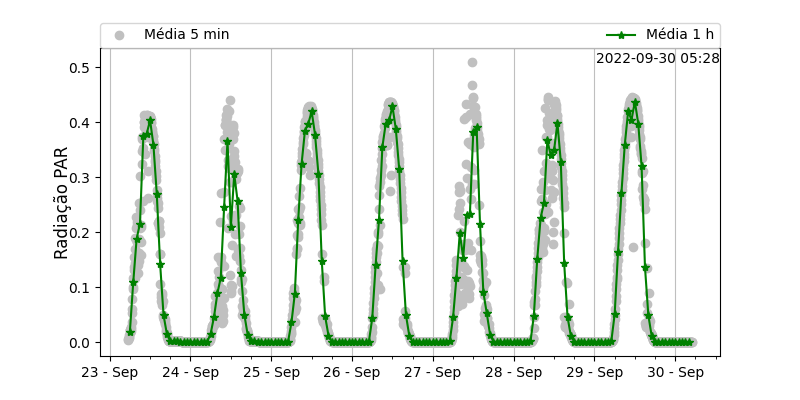 Média 5 min
Média 1 h
2022-09-30 05:28
Radiação PAR
0.5
0.4
0.3
0.2
0.1
0.0
23 - Sep
24 - Sep
25 - Sep
26 - Sep
27 - Sep
28 - Sep
29 - Sep
30 - Sep